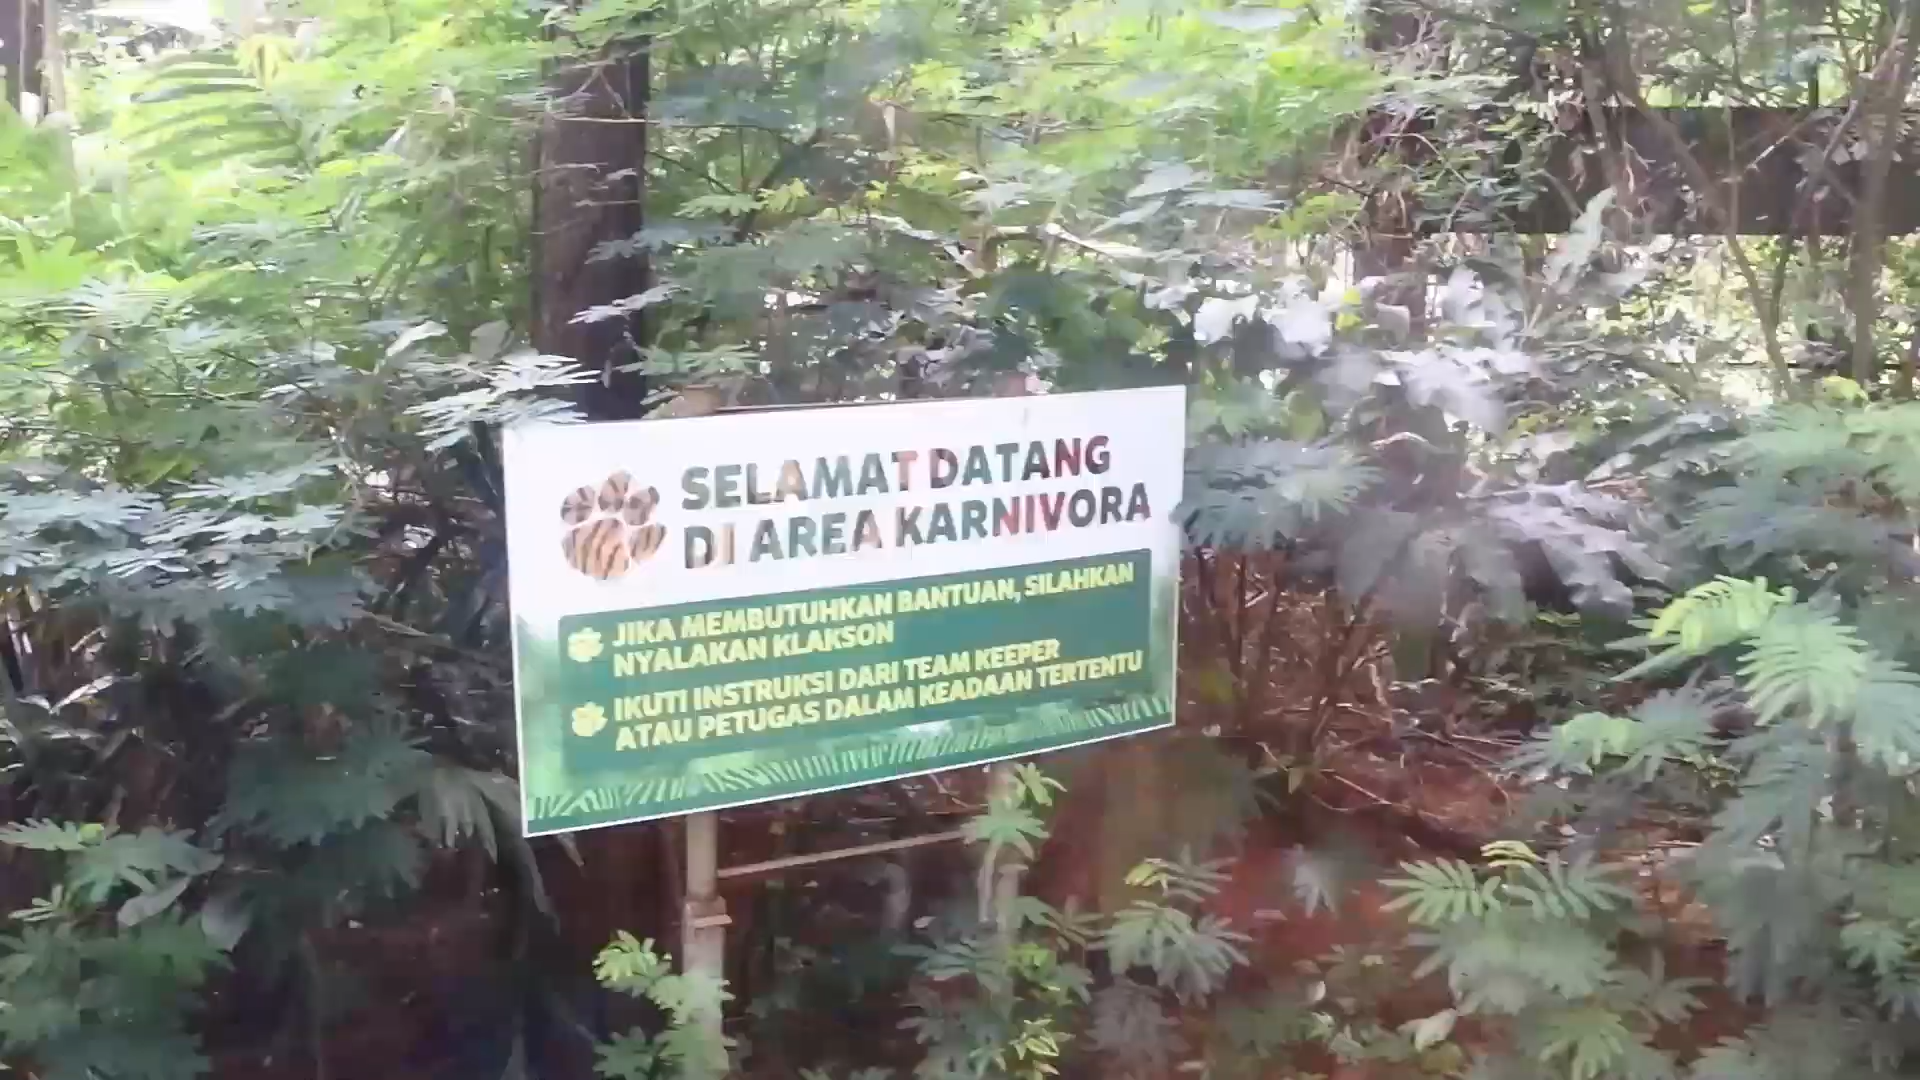 SELAMAT DATANG
DI AREA KARNIVORA
JIKA MEMBUTUHKAN BANTUAN, SILAHKAN
NYALAKAN KLAKSON
IKUTI INSTRUKSI DARI TEAM KEEPER
ATAU PETUGAS DALAM KEADAAN TERTENTU